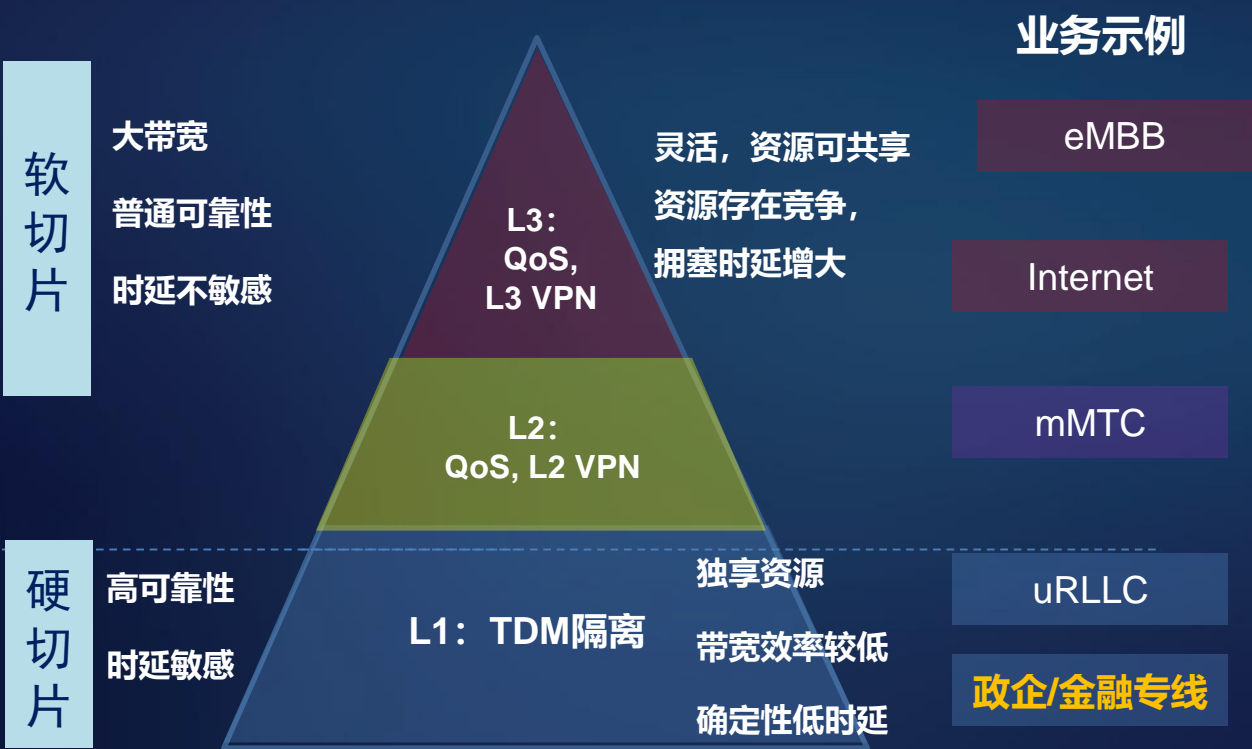 业务示例
软切片
大带宽
普通可靠性
时延不敏感
L3：
QoS,
L3 VPN
灵活，资源可共享
资源存在竞争，
拥塞时延增大
eMBB
Internet
L2：
QoS, L2 VPN
mMTC
硬切片
高可靠性
时延敏感
L1：TDM隔离
独享资源
带宽效率较低
确定性低时延
uRLLC
政企/金融专线